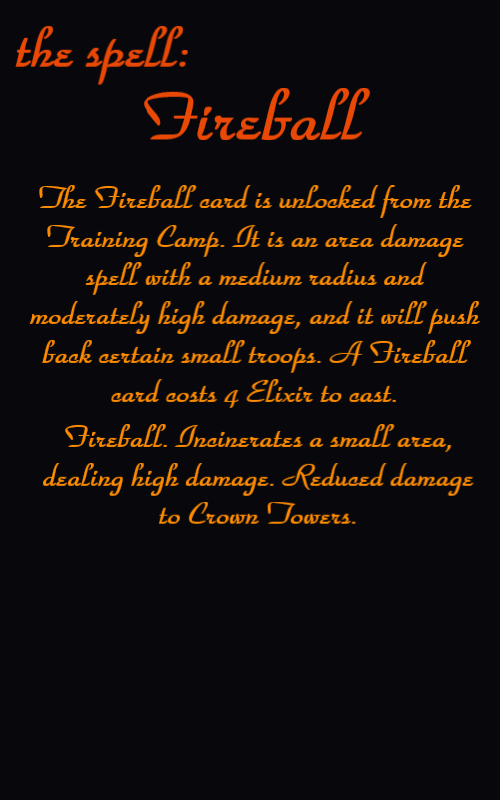 the spell:
Fireball
The Fireball card is unlocked from the
Training Camp. It is an area damage
spell with a medium radius and
moderately high damage, and it will push
back certain small troops. A Fireball
card costs 4 Elixir to cast.
Fireball. Incinerates a small area,
dealing high damage. Reduced damage
to Crown Towers.